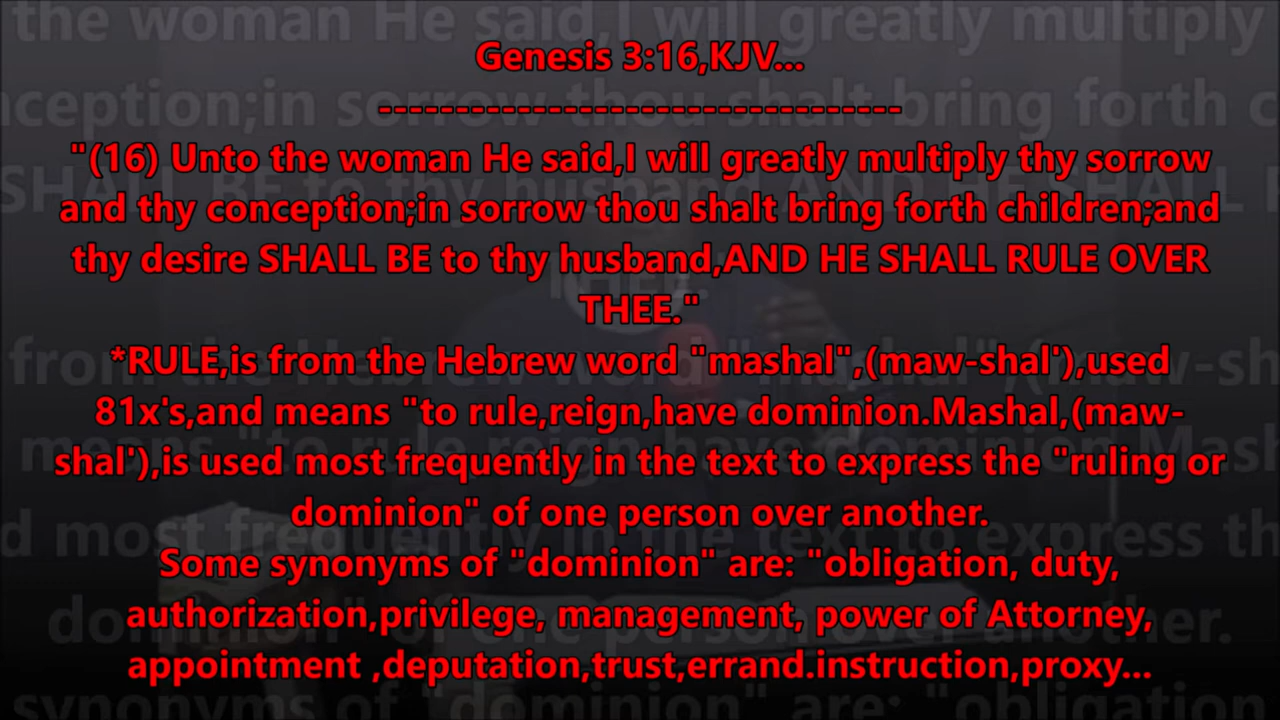 Genesis 3:16,KJV...
---------------------------------
"(16) Unto the woman He said,I will greatly multiply thy sorrow
and thy conception;in sorrow thou shalt bring forth children;and
thy desire SHALL BE to thy husband,AND HE SHALL RULE OVER
THEE."
*RULE,is from the Hebrew word "mashal",(maw-shal'),used
81x's,and means "to rule,reign,have dominion.Mashal,(maw-
shal'),is used most frequently in the text to express the "ruling or
dominion" of one person over another.
Some synonyms of "dominion" are: "obligation, duty,
authorization,privilege, management, power of Attorney,
appointment ,deputation,trust,errand.instruction,proxy...